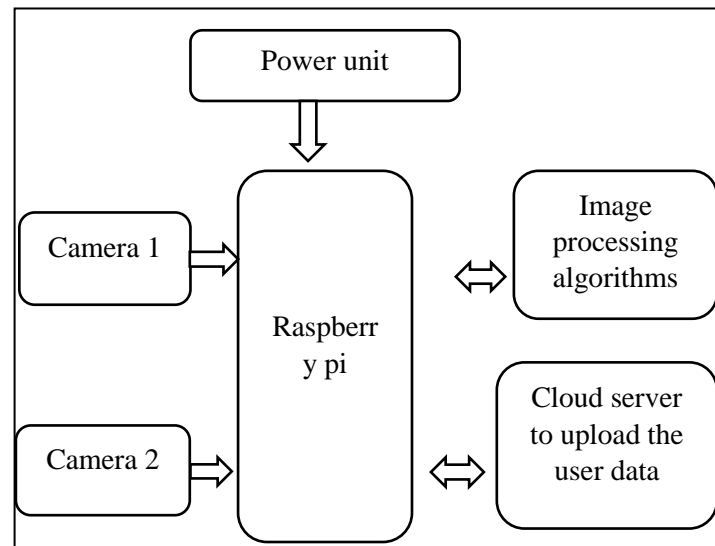 Power unit
Camera 1
Image
processing
algorithms
Raspberr
y pi
Camera 2
Cloud server
to upload the
user data